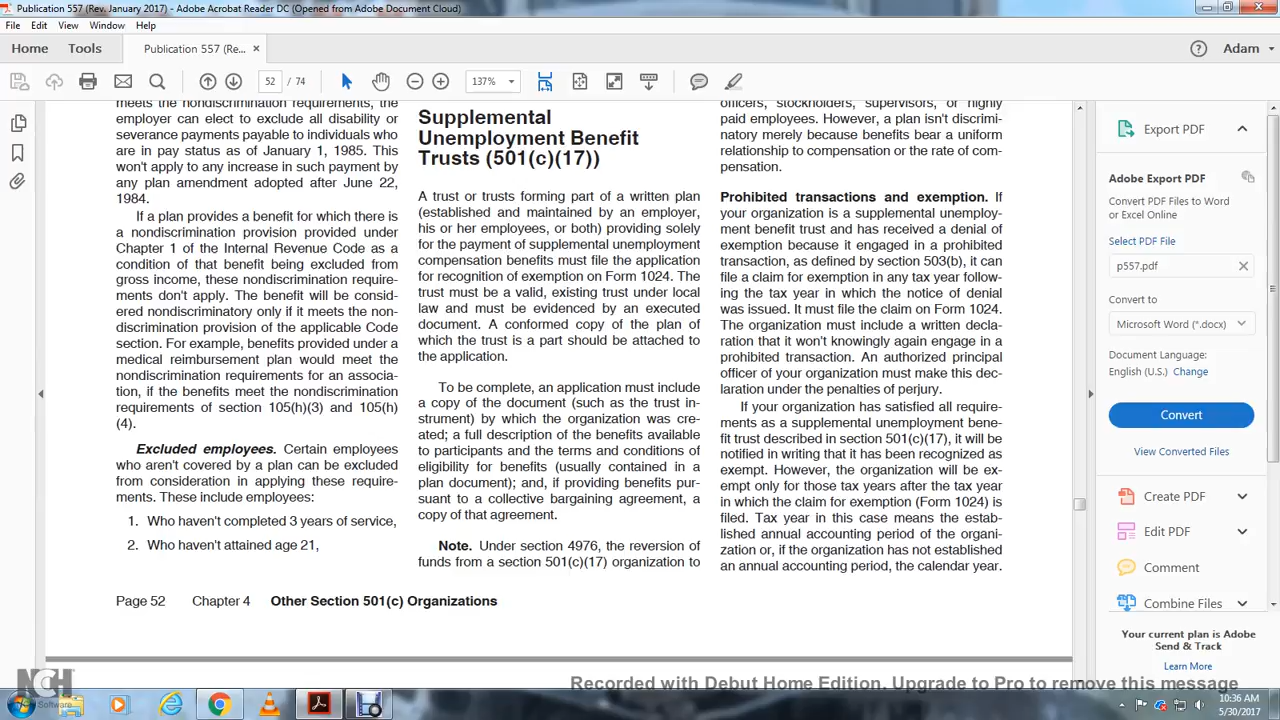 Publication 557 (Rev. January 2017) - Adobe Acrobat Reader DC (Opened from Adobe Document Cloud)
File Edit View Window Help
Home Tools Publication 557 (Re... × Adam
52 / 74 137%
meets the nondiscrimination requirements, the
employer can elect to exclude all disability or
severance payments payable to individuals who
are in pay status as of January 1, 1985. This
won't apply to any increase in such payment by
any plan amendment adopted after June 22,
1984.
If a plan provides a benefit for which there is
a nondiscrimination provision provided under
Chapter 1 of the Internal Revenue Code as a
condition of that benefit being excluded from
gross income, these nondiscrimination require-
ments don't apply. The benefit will be consid-
ered nondiscriminatory only if it meets the non-
discrimination provision of the applicable Code
section. For example, benefits provided under a
medical reimbursement plan would meet the
nondiscrimination requirements for an associa-
tion, if the benefits meet the nondiscrimination
requirements of section 105(h)(3) and 105(h)
(4).
Excluded employees. Certain employees
who aren't covered by a plan can be excluded
from consideration in applying these require-
ments. These include employees:
1. Who haven't completed 3 years of service,
2. Who haven't attained age 21,
Supplemental
Unemployment Benefit
Trusts (501(c)(17))
A trust or trusts forming part of a written plan
(established and maintained by an employer,
his or her employees, or both) providing solely
for the payment of supplemental unemployment
compensation benefits must file the application
for recognition of exemption on Form 1024. The
trust must be a valid, existing trust under local
law and must be evidenced by an executed
document. A conformed copy of the plan of
which the trust is a part should be attached to
the application.
To be complete, an application must include
a copy of the document (such as the trust in-
strument) by which the organization was cre-
ated; a full description of the benefits available
to participants and the terms and conditions of
eligibility for benefits (usually contained in a
plan document); and, if providing benefits pur-
suant to a collective bargaining agreement, a
copy of that agreement.
Note. Under section 4976, the reversion of
funds from a section 501(c)(17) organization to
officers, stockholders, supervisors, or highly
paid employees. However, a plan isn't discrimi-
natory merely because benefits bear a uniform
relationship to compensation or the rate of com-
pensation.
Prohibited transactions and exemption. If
your organization is a supplemental unemploy-
ment benefit trust and has received a denial of
exemption because it engaged in a prohibited
transaction, as defined by section 503(b), it can
file a claim for exemption in any tax year follow-
ing the tax year in which the notice of denial
was issued. It must file the claim on Form 1024.
The organization must include a written decla-
ration that it won't knowingly again engage in a
prohibited transaction. An authorized principal
officer of your organization must make this dec-
laration under the penalties of perjury.
If your organization has satisfied all require-
ments as a supplemental unemployment bene-
fit trust described in section 501(c)(17), it will be
notified in writing that it has been recognized as
exempt. However, the organization will be ex-
empt only for those tax years after the tax year
in which the claim for exemption (Form 1024) is
filed. Tax year in this case means the estab-
lished annual accounting period of the organi-
zation or, if the organization has not established
an annual accounting period, the calendar year.
Page 52 Chapter 4 Other Section 501(c) Organizations
Export PDF
Adobe Export PDF
Convert PDF Files to Word
or Excel Online
Select PDF File
p557.pdf
Convert to
Microsoft Word (*.docx)
Document Language:
English (U.S.) Change
Convert
View Converted Files
Create PDF
Edit PDF
Comment
Combine Files
Your current plan is Adobe
Send & Track
Learn More
NCH Software
Recorded with Debut Home Edition. Upgrade to Pro to remove this message
10:36 AM
5/30/2017